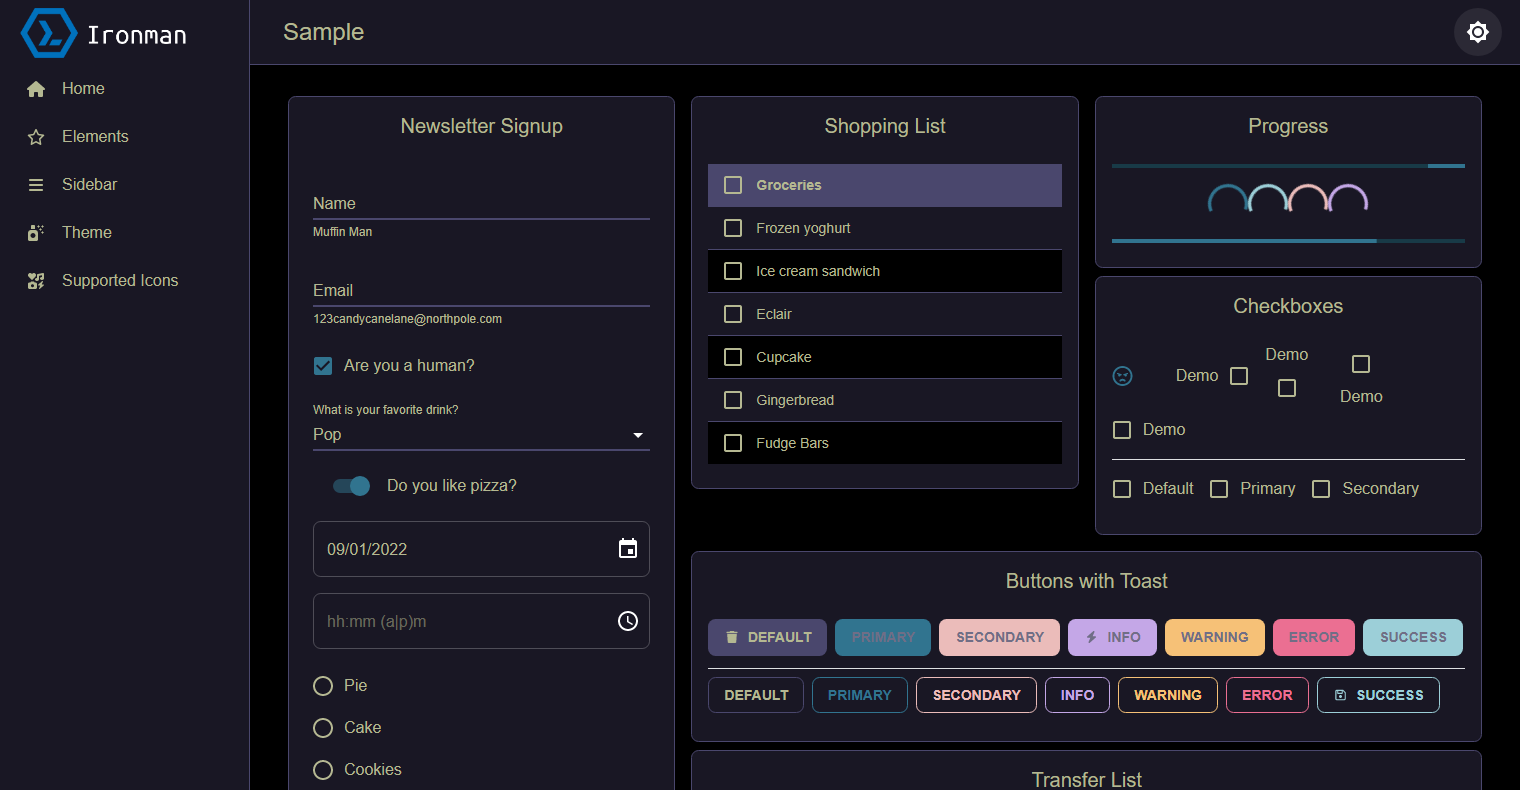 Ironman
Home
Elements
Sidebar
Theme
Supported Icons
Sample
Newsletter Signup
Name
Muffin Man
Email
123candycanelane@northpole.com
Are you a human?
What is your favorite drink?
Pop
Do you like pizza?
09/01/2022
hh:mm (a|p)m
Pie
Cake
Cookies
Shopping List
Groceries
Frozen yoghurt
Ice cream sandwich
Eclair
Cupcake
Gingerbread
Fudge Bars
Progress
Checkboxes
Demo
Demo
Demo
Demo
Default Primary Secondary
Buttons with Toast
DEFAULT PRIMARY SECONDARY INFO WARNING ERROR SUCCESS
DEFAULT PRIMARY SECONDARY INFO WARNING ERROR SUCCESS
Transfer List